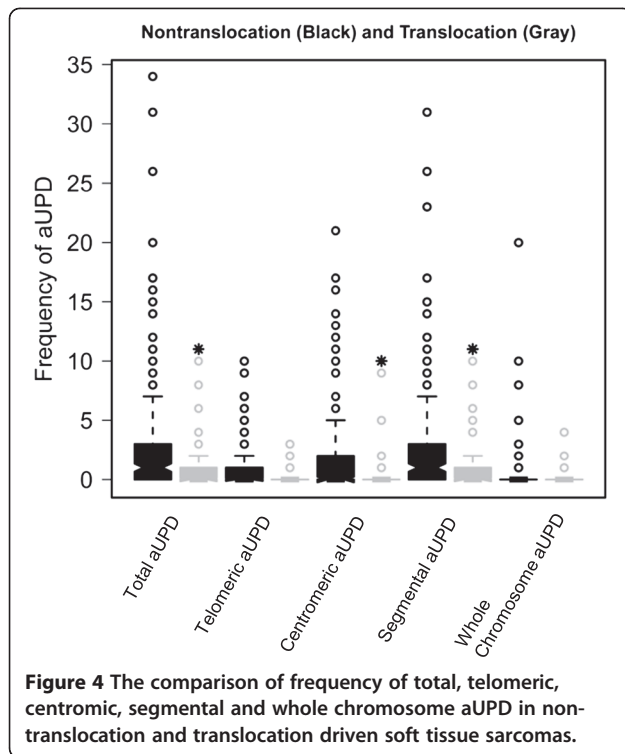 Nontranslocation (Black) and Translocation (Gray)
Frequency of aUPD
35
30
25
20
15
10
5
0
Total aUPD
Telomeric aUPD
Centromeric aUPD
Segmental aUPD
Whole
Chromosome aUPD
Figure 4 The comparison of frequency of total, telomeric,
centromic, segmental and whole chromosome aUPD in non-
translocation and translocation driven soft tissue sarcomas.